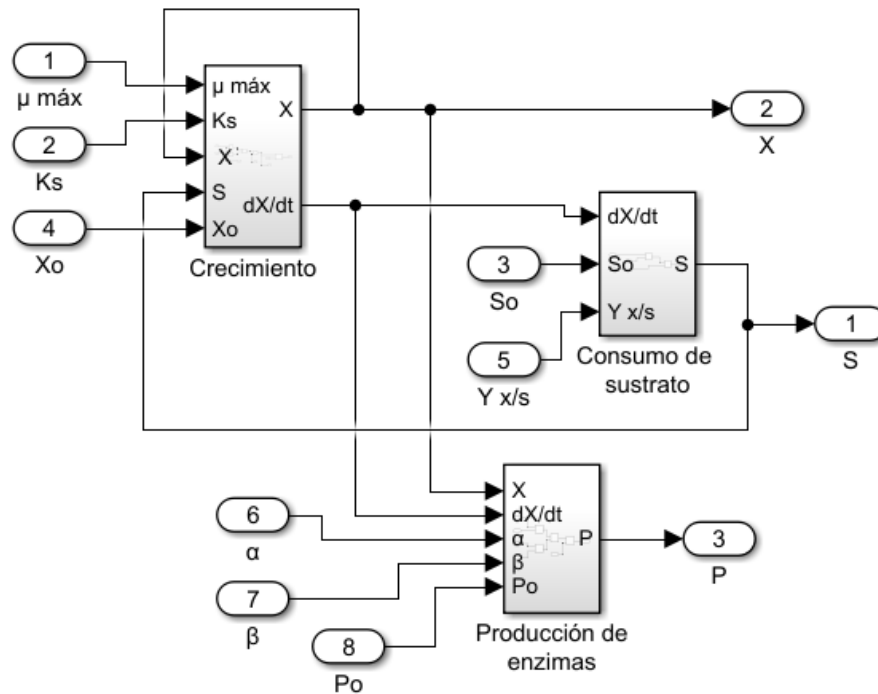 1
μ máx
2
Ks
4
Xo
μ máx
Ks
X
S
Xo
X
dX/dt
Crecimiento
2
X
3
So
5
Y x/s
dX/dt
So
Y x/s
S
Consumo de
sustrato
1
S
6
α
7
β
8
Po
X
dX/dt
α
β
Po
P
Producción de
enzimas
3
P